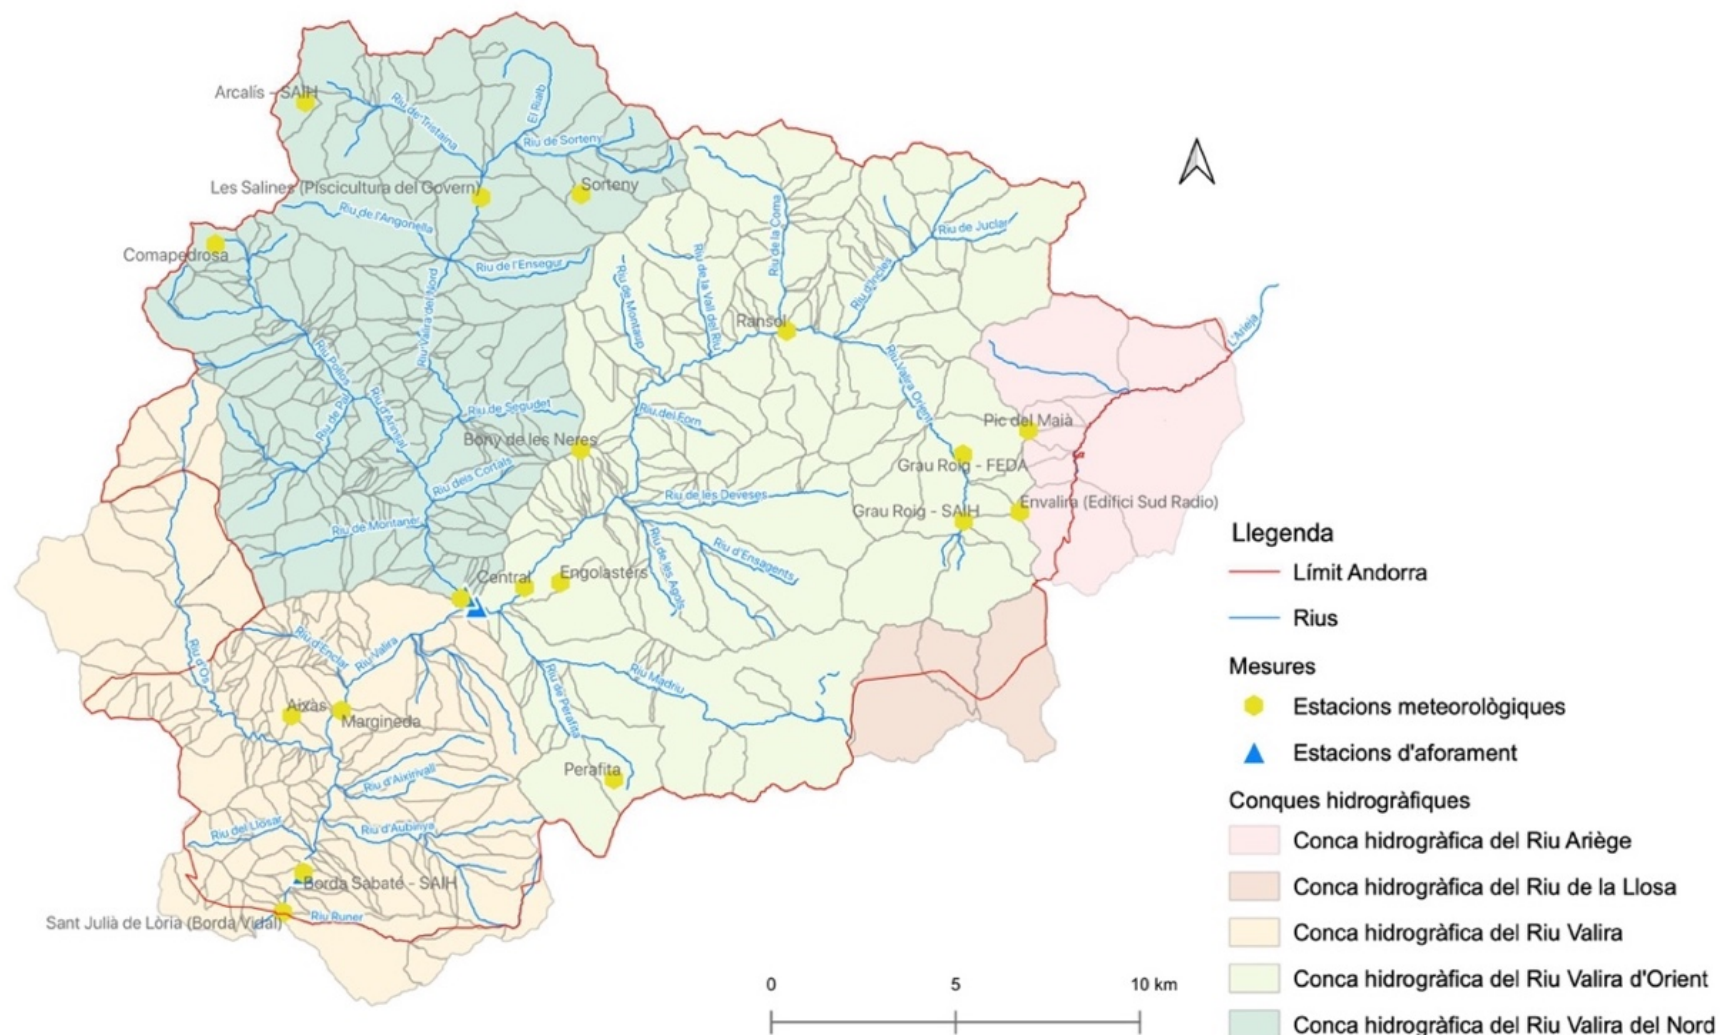 Arcalís - SAIH
Riu de Tristaina
El Rialb
Riu de Sorteny
Les Salines (Piscicultura del Govern)
Sorteny
Riu de l'Angonella
Comapedrosa
Riu de l'Ensegur
Riu Valira del Nord
Riu de Montaup
Riu de la Vall del Riu
Riu de la Coma
Riu de Juclar
Riu d'Incles
Ransol
L'Arieja
Riu Pollós
Riu de Pal
Riu d'Arinsal
Riu de Segudet
Riu del Forn
Riu Valira Orient
Pic del Maià
Bony de les Neres
Riu dels Cortals
Grau Roig - FEDA
Riu de les Deveses
Envalira (Edifici Sud Radio)
Grau Roig - SAIH
Riu de Montaner
Riu d'Ensagents
Riu de les Agols
Central
Engolasters
Riu d'Os
Riu d'Enclar
Riu Valira
Riu Madriu
Riu de Perafita
Aixàs
Margineda
Perafita
Riu d'Aixirivall
Riu del Llosar
Riu d'Aubinya
Borda Sabaté - SAIH
Sant Julià de Lòria (Borda Vidal)
Riu Runer
0 5 10 km
Llegenda
Límit Andorra
Rius
Mesures
Estacions meteorològiques
Estacions d'aforament
Conques hidrogràfiques
Conca hidrogràfica del Riu Ariège
Conca hidrogràfica del Riu de la Llosa
Conca hidrogràfica del Riu Valira
Conca hidrogràfica del Riu Valira d'Orient
Conca hidrogràfica del Riu Valira del Nord